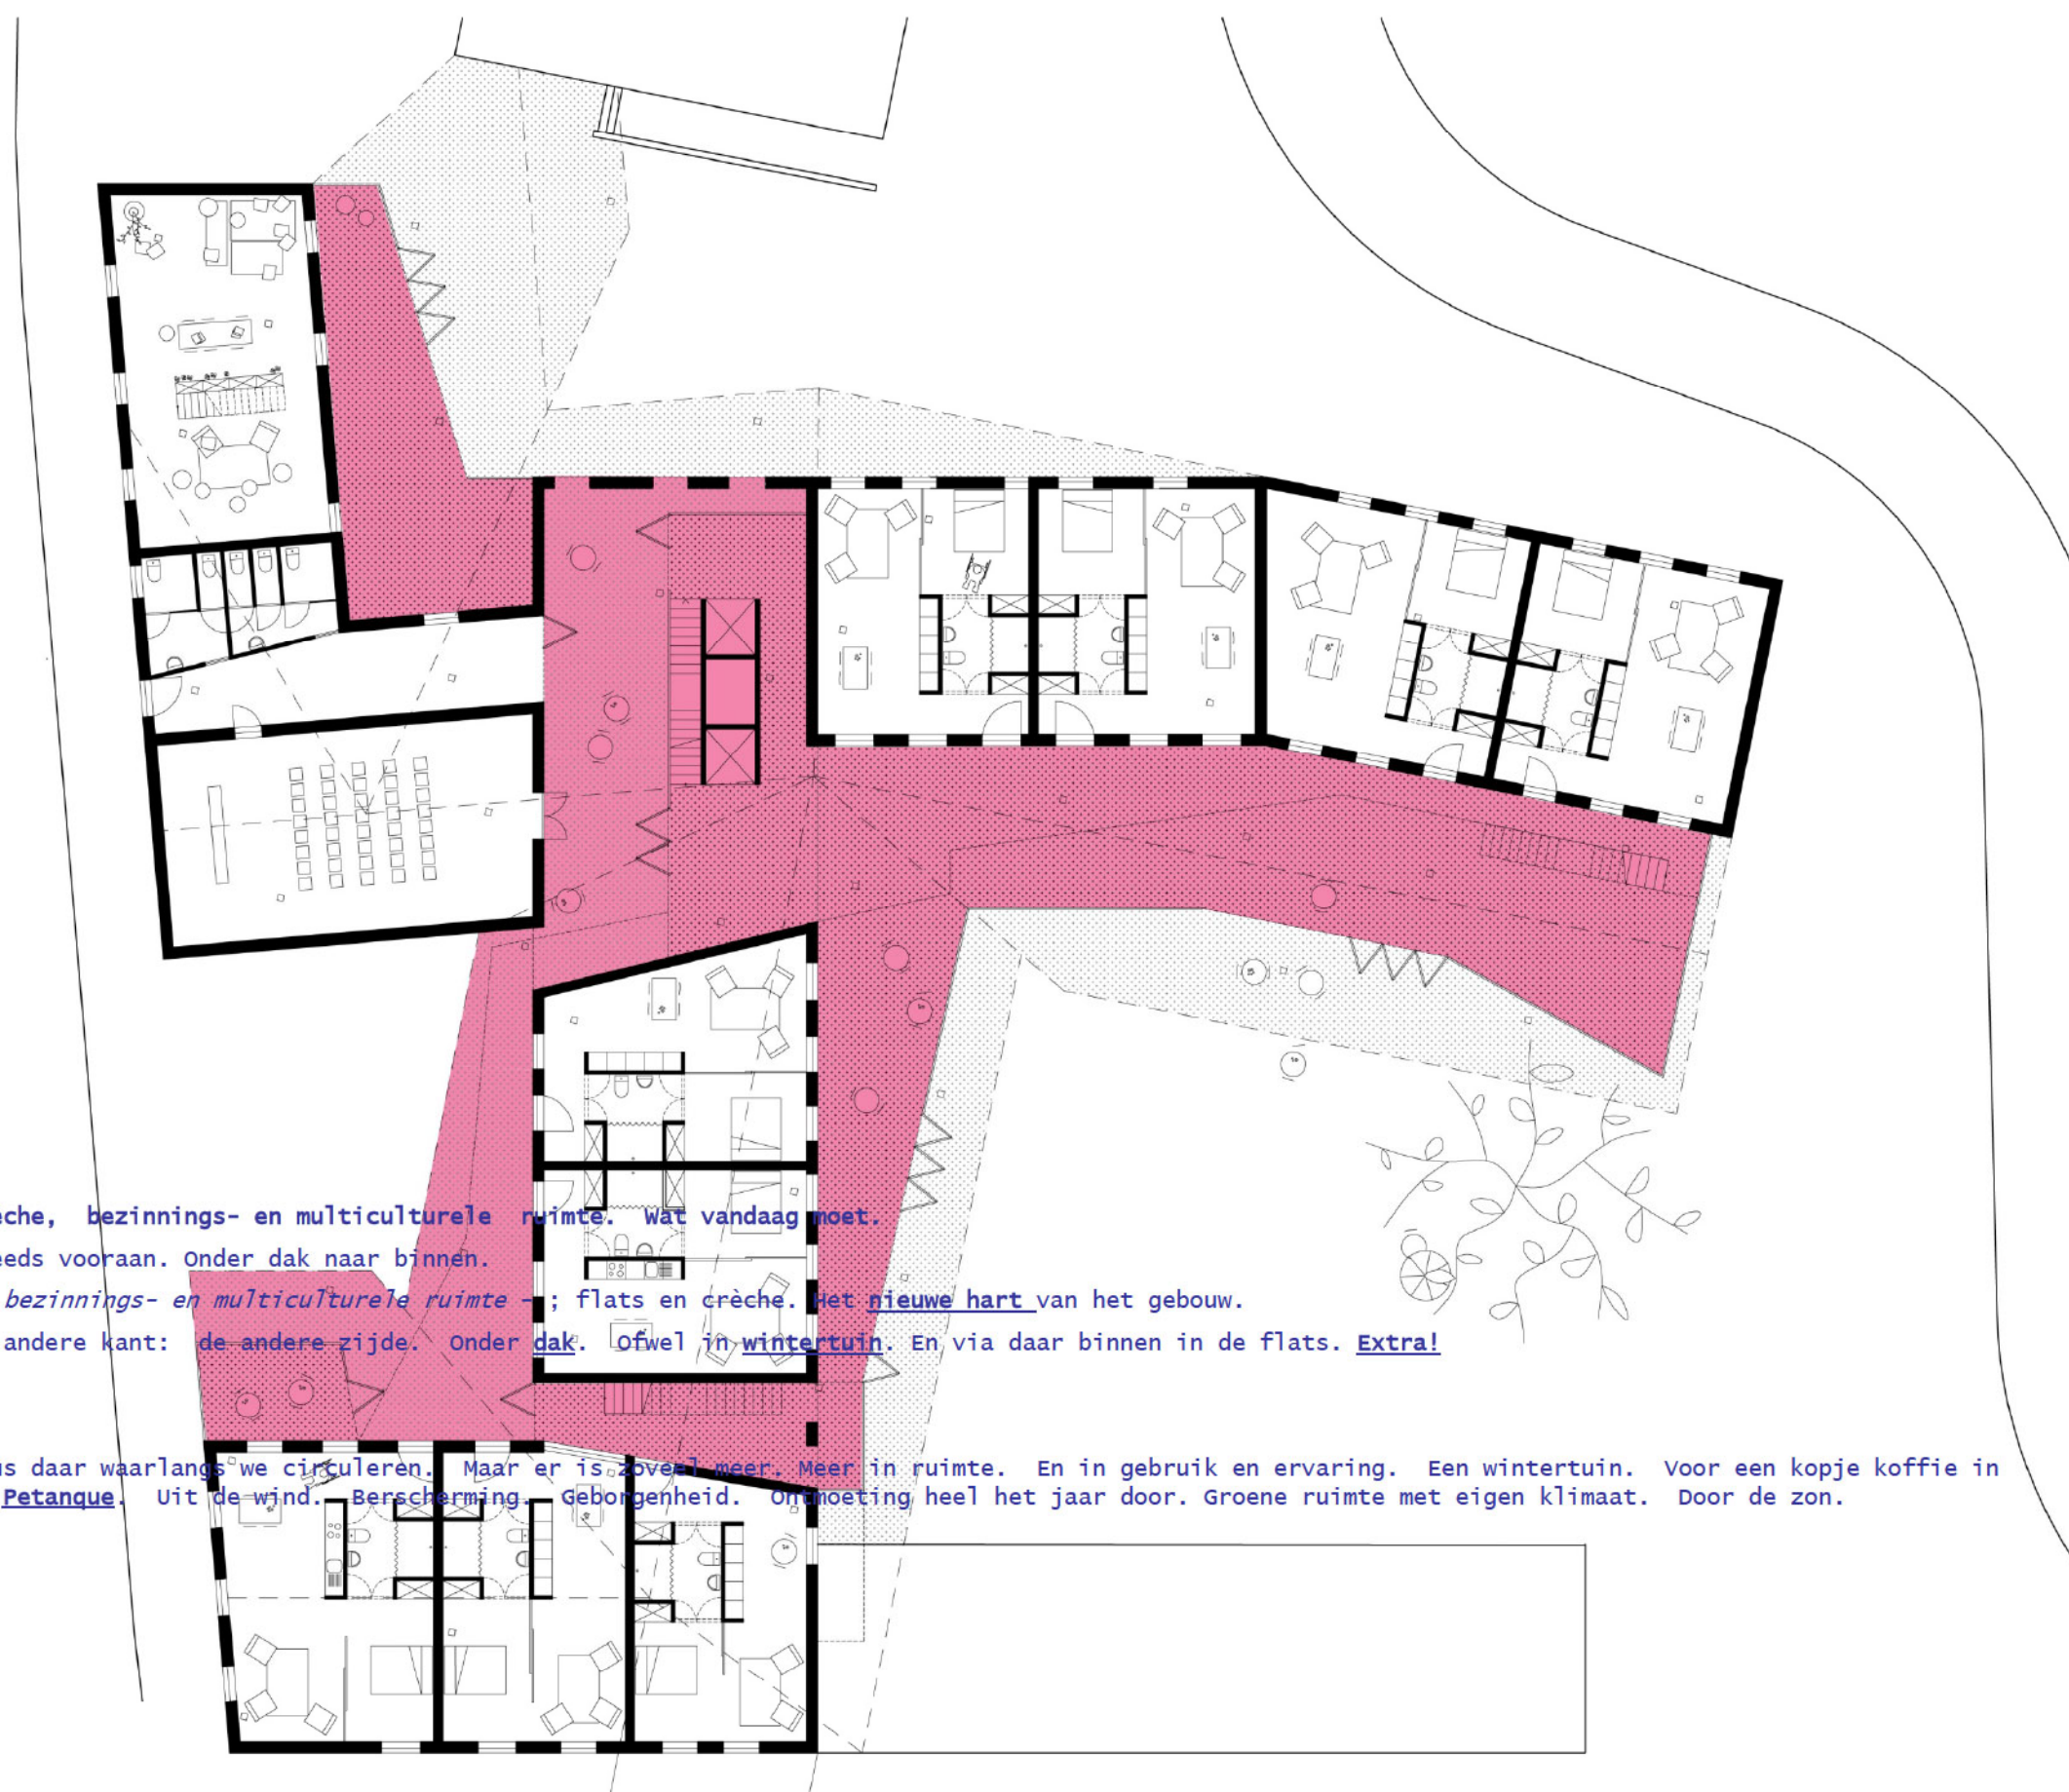 eche, bezinnings- en multiculturele ruimte. Wat vandaag moet.
eeds vooraan. Onder dak naar binnen.
bezinnings- en multiculturele ruimte - ; flats en crèche. Het nieuwe hart van het gebouw.
andere kant: de andere zijde. Onder dak. Ofwel in wintertuin. En via daar binnen in de flats. Extra!
us daar waarlangs we circuleren. Maar er is zoveel meer. Meer in ruimte. En in gebruik en ervaring. Een wintertuin. Voor een kopje koffie in
Petanque. Uit de wind. Berscherming. Geborgenheid. Ontmoeting heel het jaar door. Groene ruimte met eigen klimaat. Door de zon.